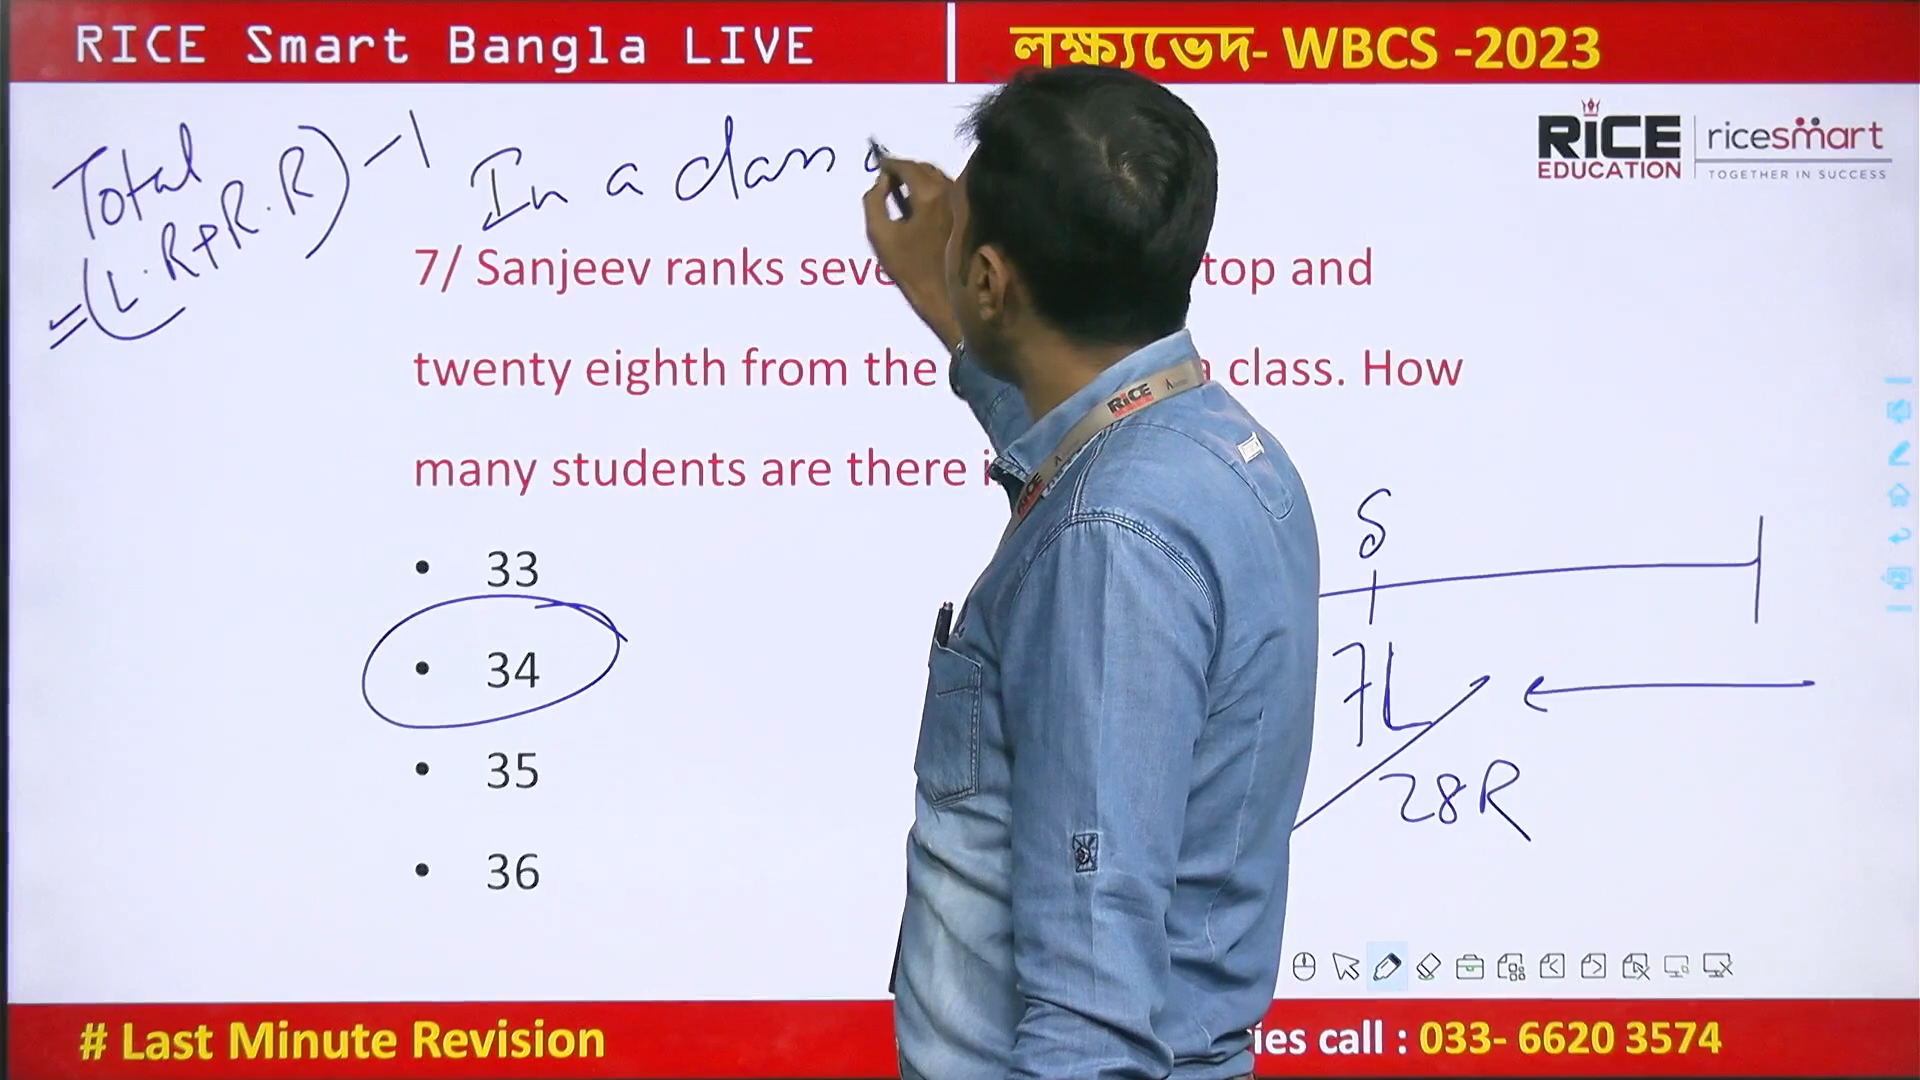 RICE Smart Bangla LIVE
লক্ষ্যভেদ- WBCS -2023
Total
= (L.R+R.R) -1
In a class
RICE EDUCATION
ricesmart
TOGETHER IN SUCCESS
7/ Sanjeev ranks top and
twenty eighth from the class. How
many students are there
• 33
• 34
• 35
• 36
S
7L
28R
RICE
RICE
# Last Minute Revision
call : 033- 6620 3574